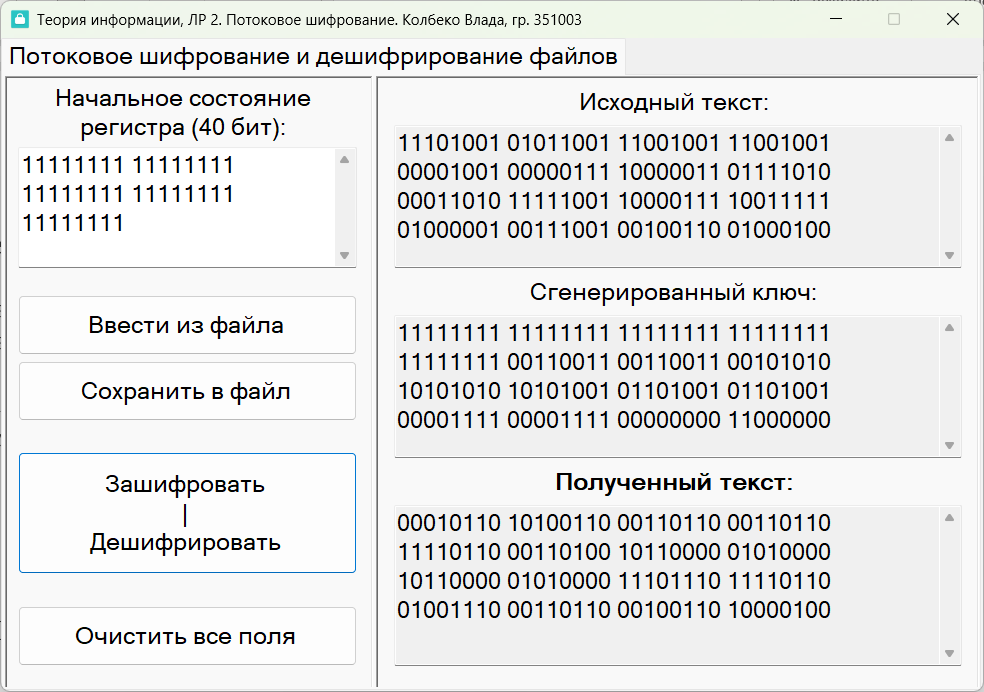 Теория информации, ЛР 2. Потоковое шифрование. Колбеко Влада, гр. 351003
Потоковое шифрование и дешифрирование файлов
Начальное состояние
регистра (40 бит):
11111111 11111111
11111111 11111111
11111111
Ввести из файла
Сохранить в файл
Зашифровать
|
Дешифрировать
Очистить все поля
Исходный текст:
11101001 01011001 11001001 11001001
00001001 00000111 10000011 01111010
00011010 11111001 10000111 10011111
01000001 00111001 00100110 01000100
Сгенерированный ключ:
11111111 11111111 11111111 11111111
11111111 00110011 00110011 00101010
10101010 10101001 01101001 01101001
00001111 00001111 00000000 11000000
Полученный текст:
00010110 10100110 00110110 00110110
11110110 00110100 10110000 01010000
10110000 01010000 11101110 11110110
01001110 00110110 00100110 10000100